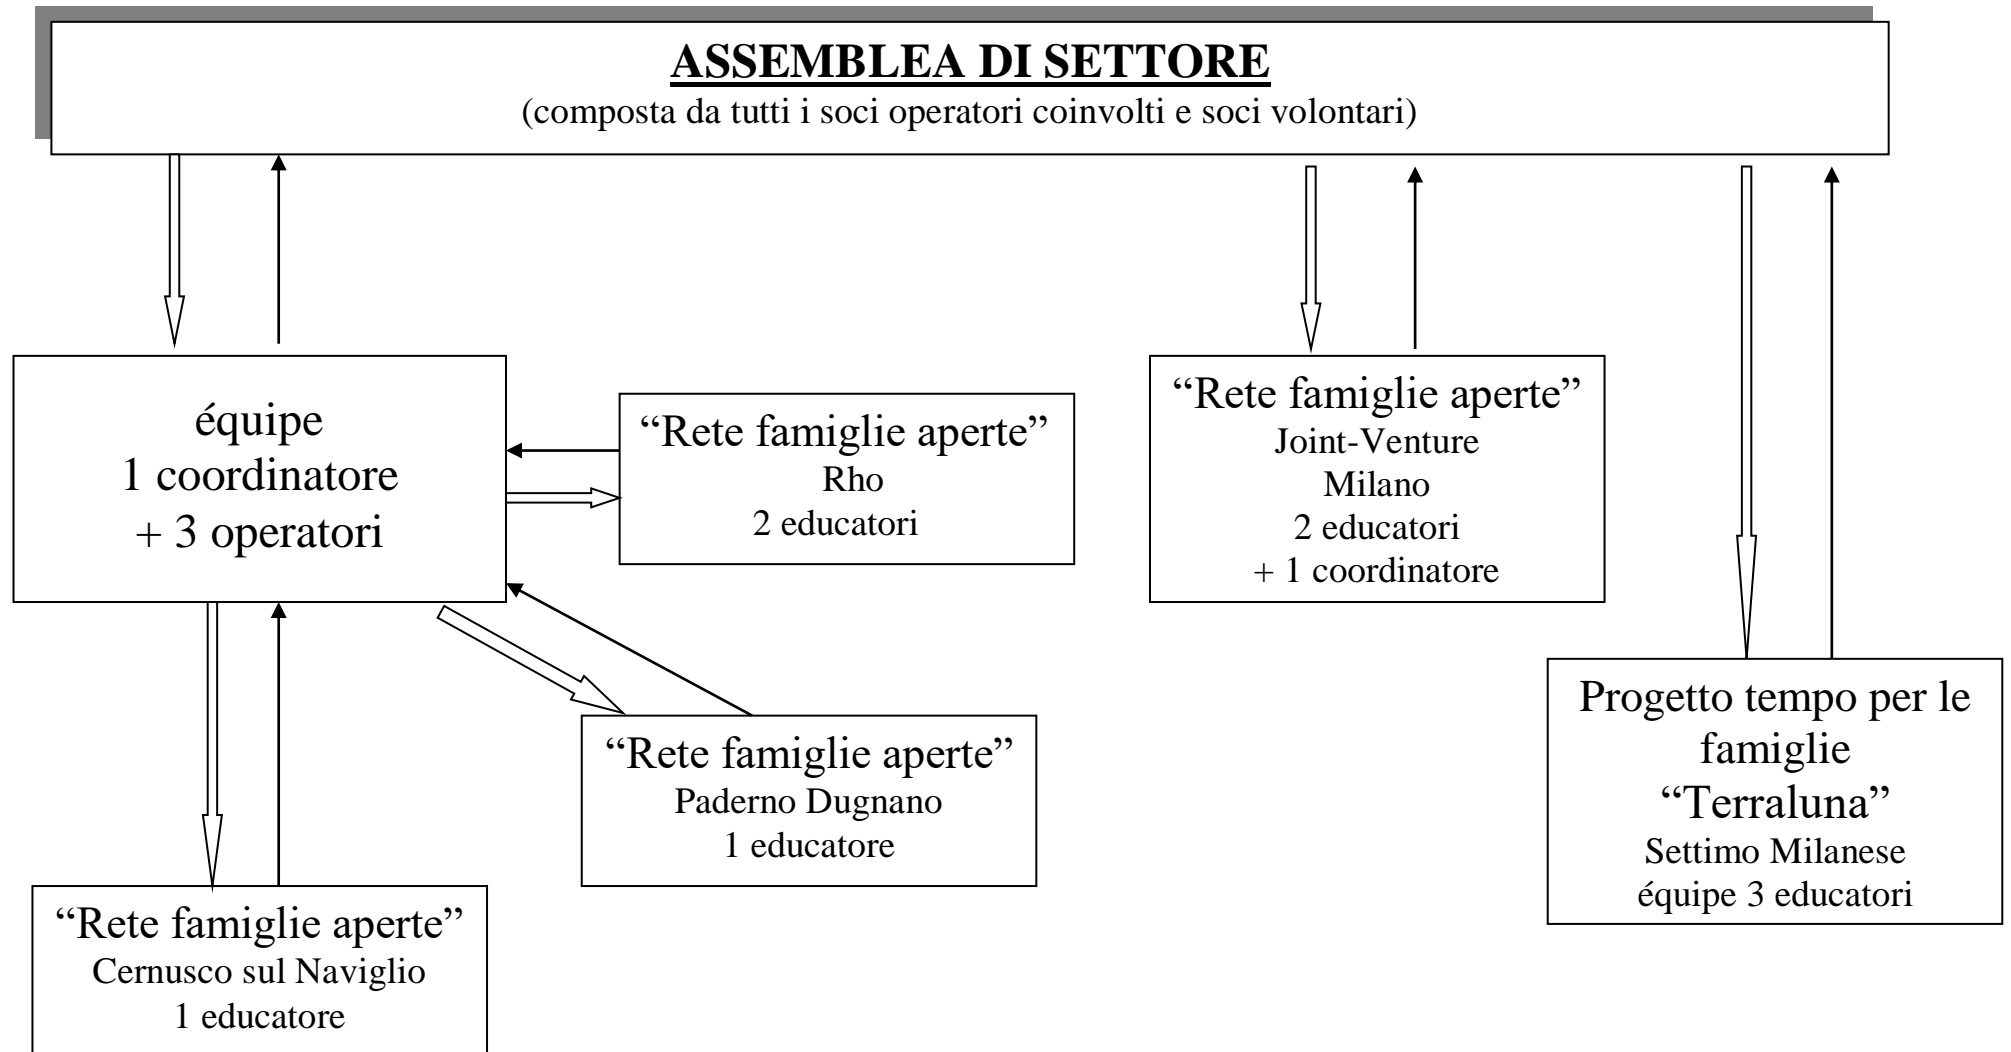 ASSEMBLEA DI SETTORE
(composta da tutti i soci operatori coinvolti e soci volontari)
équipe
1 coordinatore
+ 3 operatori
“Rete famiglie aperte”
Rho
2 educatori
“Rete famiglie aperte”
Joint-Venture
Milano
2 educatori
+ 1 coordinatore
“Rete famiglie aperte”
Paderno Dugnano
1 educatore
Progetto tempo per le
famiglie
“Terraluna”
Settimo Milanese
équipe 3 educatori
“Rete famiglie aperte”
Cernusco sul Naviglio
1 educatore